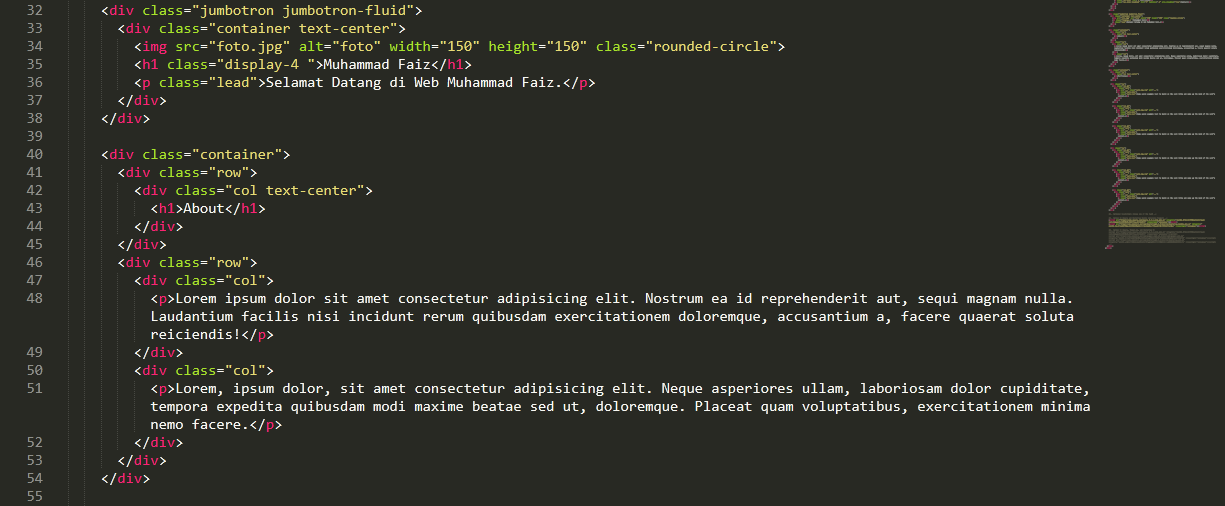 32 <div class="jumbotron jumbotron-fluid">
33 <div class="container text-center">
34 <img src="foto.jpg" alt="foto" width="150" height="150" class="rounded-circle">
35 <h1 class="display-4 ">Muhammad Faiz</h1>
36 <p class="lead">Selamat Datang di Web Muhammad Faiz.</p>
37 </div>
38 </div>
39
40 <div class="container">
41 <div class="row">
42 <div class="col text-center">
43 <h1>About</h1>
44 </div>
45 </div>
46 <div class="row">
47 <div class="col">
48 <p>Lorem ipsum dolor sit amet consectetur adipisicing elit. Nostrum ea id reprehenderit aut, sequi magnam nulla.
Laudantium facilis nisi incidunt rerum quibusdam exercitationem doloremque, accusantium a, facere quaerat soluta
reiciendis!</p>
49 </div>
50 <div class="col">
51 <p>Lorem, ipsum dolor, sit amet consectetur adipisicing elit. Neque asperiores ullam, laboriosam dolor cupiditate,
tempora expedita quibusdam modi maxime beatae sed ut, doloremque. Placeat quam voluptatibus, exercitationem minima
nemo facere.</p>
52 </div>
53 </div>
54 </div>
55